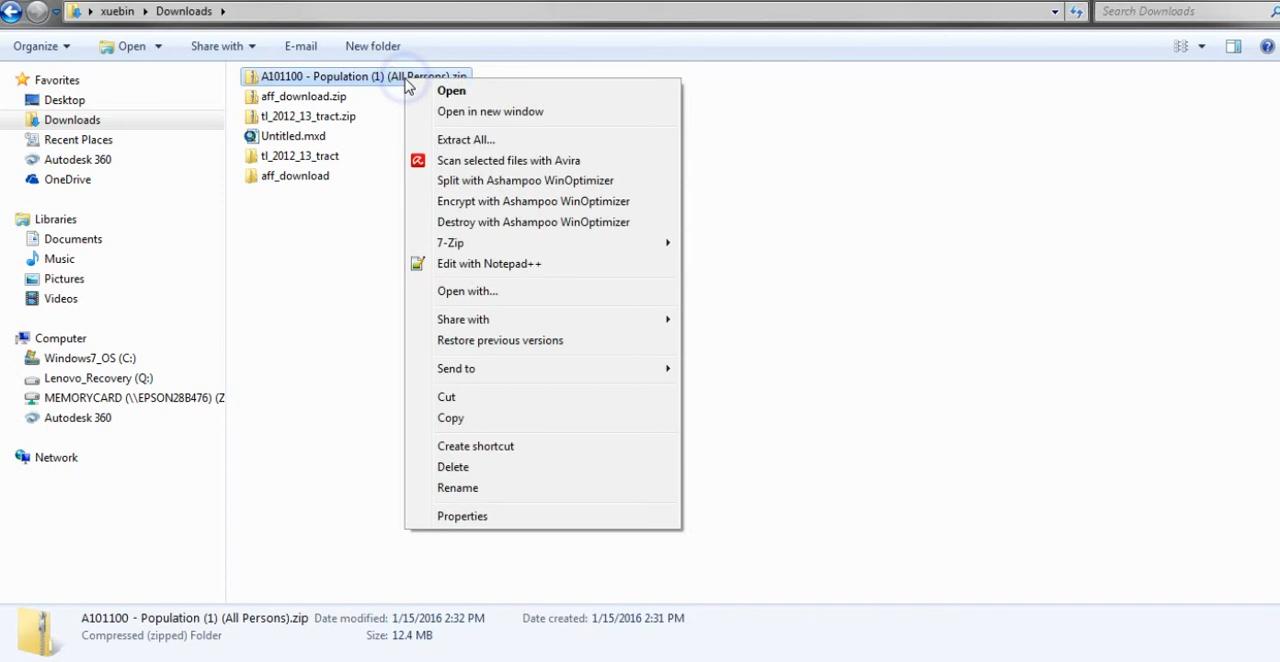 xuebin Downloads
Search Downloads
Organize Open Share with E-mail New folder
Favorites
Desktop
Downloads
Recent Places
Autodesk 360
OneDrive
Libraries
Documents
Music
Pictures
Videos
Computer
Windows7_OS (C:)
Lenovo_Recovery (Q:)
MEMORYCARD (\\EPSON28B476) (Z
Autodesk 360
Network
A101100 - Population (1) (All Persons).zip
aff_download.zip
tl_2012_13_tract.zip
Untitled.mxd
tl_2012_13_tract
aff_download
Open
Open in new window
Extract All...
Scan selected files with Avira
Split with Ashampoo WinOptimizer
Encrypt with Ashampoo WinOptimizer
Destroy with Ashampoo WinOptimizer
7-Zip
Edit with Notepad++
Open with...
Share with
Restore previous versions
Send to
Cut
Copy
Create shortcut
Delete
Rename
Properties
A101100 - Population (1) (All Persons).zip Date modified: 1/15/2016 2:32 PM Date created: 1/15/2016 2:31 PM
Compressed (zipped) Folder Size: 12.4 MB